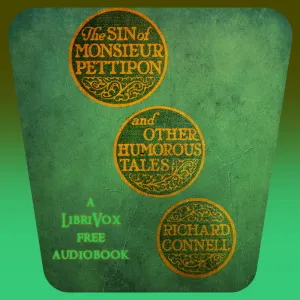 The SIN of
MONSIEUR
PETTIPON
and
OTHER
HUMOROUS
TALES
RICHARD
CONNELL
a
LibriVox
free
audiobook